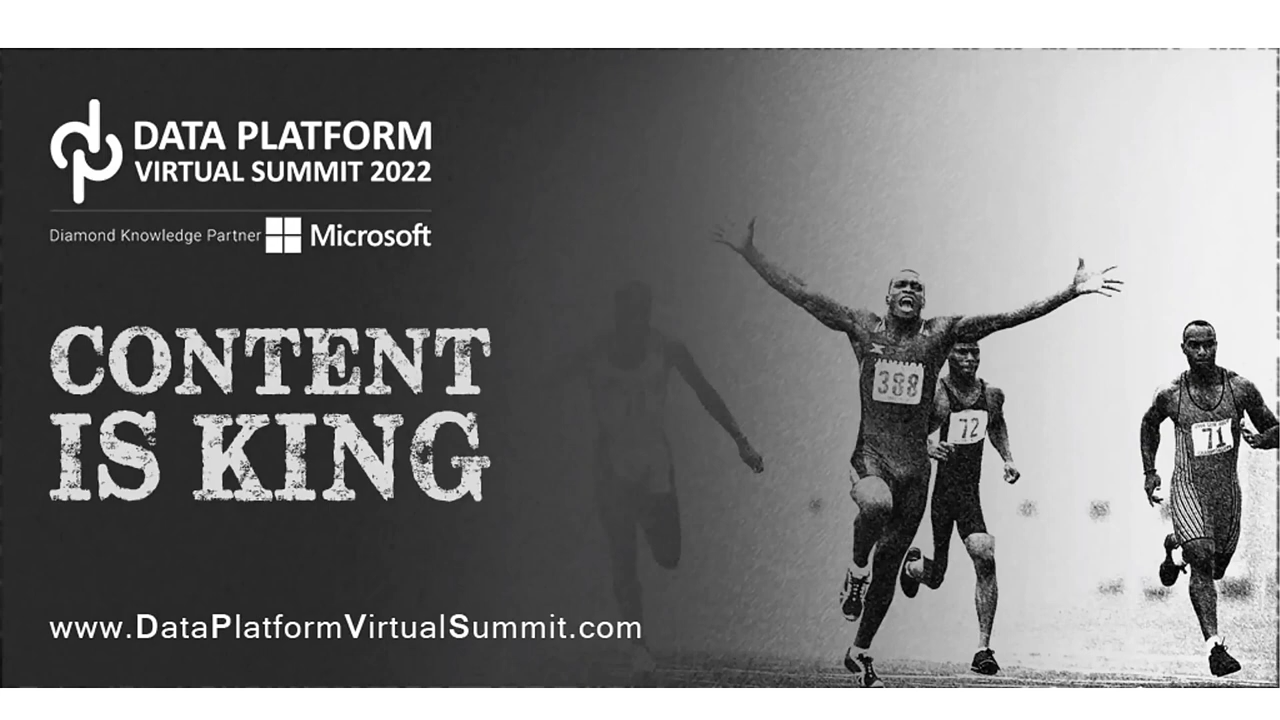 DATA PLATFORM
VIRTUAL SUMMIT 2022
Diamond Knowledge Partner Microsoft
CONTENT
IS KING
www.DataPlatformVirtualSummit.com
388
72
71